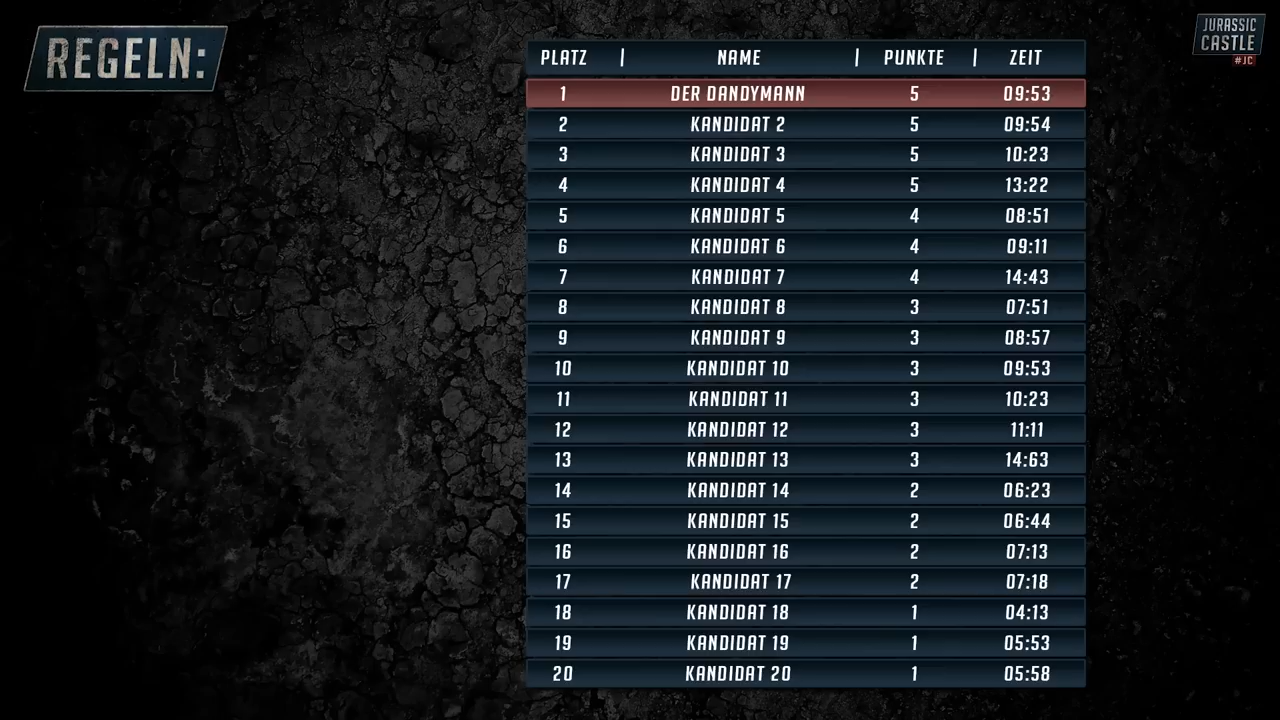 REGELN:
JURASSIC
CASTLE
#JC
PLATZ | NAME | PUNKTE | ZEIT
1 DER DANDYMANN 5 09:53
2 KANDIDAT 2 5 09:54
3 KANDIDAT 3 5 10:23
4 KANDIDAT 4 5 13:22
5 KANDIDAT 5 4 08:51
6 KANDIDAT 6 4 09:11
7 KANDIDAT 7 4 14:43
8 KANDIDAT 8 3 07:51
9 KANDIDAT 9 3 08:57
10 KANDIDAT 10 3 09:53
11 KANDIDAT 11 3 10:23
12 KANDIDAT 12 3 11:11
13 KANDIDAT 13 3 14:63
14 KANDIDAT 14 2 06:23
15 KANDIDAT 15 2 06:44
16 KANDIDAT 16 2 07:13
17 KANDIDAT 17 2 07:18
18 KANDIDAT 18 1 04:13
19 KANDIDAT 19 1 05:53
20 KANDIDAT 20 1 05:58